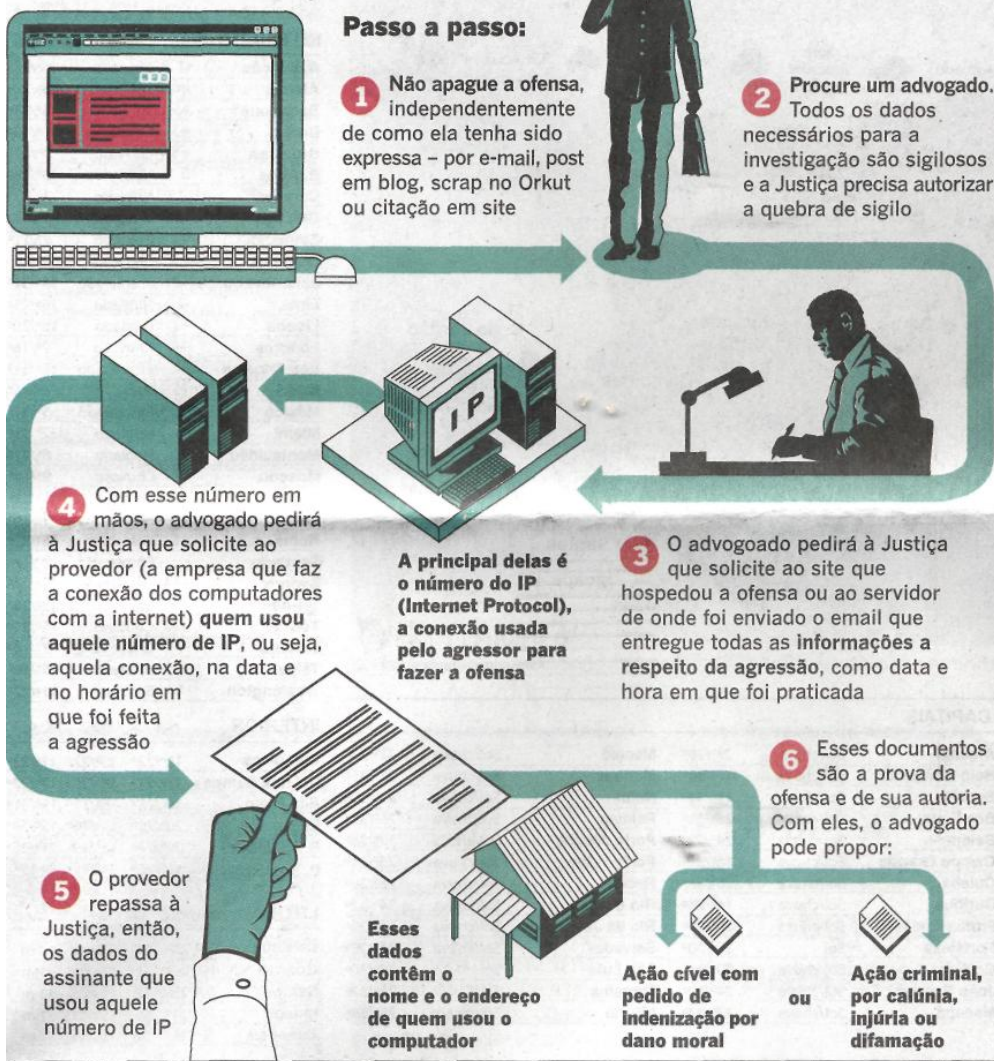 Passo a passo:
1 Não apague a ofensa,
independentemente
de como ela tenha sido
expressa – por e-mail, post
em blog, scrap no Orkut
ou citação em site
2 Procure um advogado.
Todos os dados
necessários para a
investigação são sigilosos
e a Justiça precisa autorizar
a quebra de sigilo
IP
3 O advogoado pedirá à Justiça
que solicite ao site que
hospedou a ofensa ou ao servidor
de onde foi enviado o email que
entregue todas as informações a
respeito da agressão, como data e
hora em que foi praticada
A principal delas é
o número do IP
(Internet Protocol),
a conexão usada
pelo agressor para
fazer a ofensa
4 Com esse número em
mãos, o advogado pedirá
à Justiça que solicite ao
provedor (a empresa que faz
a conexão dos computadores
com a internet) quem usou
aquele número de IP, ou seja,
aquela conexão, na data e
no horário em
que foi feita
a agressão
5 O provedor
repassa à
Justiça, então,
os dados do
assinante que
usou aquele
número de IP
Esses
dados
contêm o
nome e o endereço
de quem usou o
computador
6 Esses documentos
são a prova da
ofensa e de sua autoria.
Com eles, o advogado
pode propor:
Ação cível com
pedido de
indenização por
dano moral
ou
Ação criminal,
por calúnia,
injúria ou
difamação